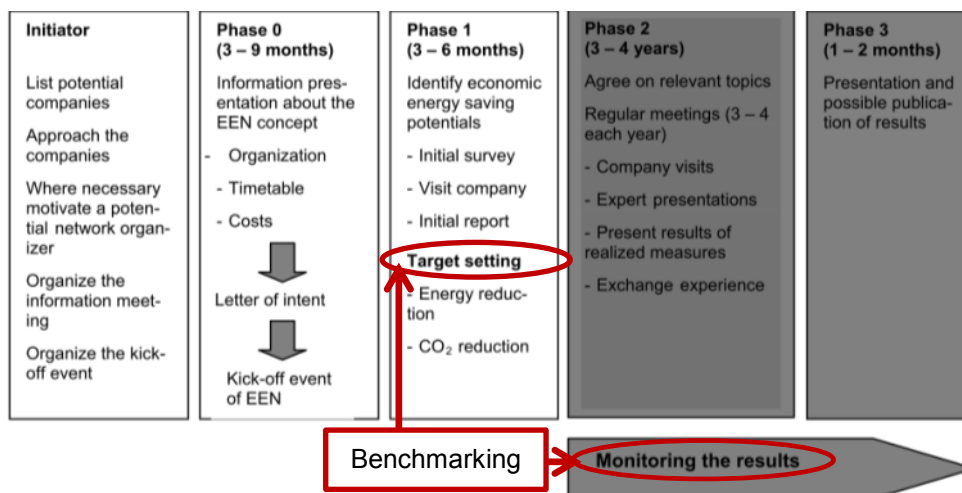 Initiator
List potential
companies
Approach the
companies
Where necessary
motivate a poten-
tial network organ-
izer
Organize the
information meet-
ing
Organize the kick-
off event
Phase 0
(3 – 9 months)
Information pres-
entation about the
EEN concept
- Organization
- Timetable
- Costs
Letter of intent
Kick-off event
of EEN
Phase 1
(3 – 6 months)
Identify economic
energy saving
potentials
- Initial survey
- Visit company
- Initial report
Target setting
- Energy reduc-
tion
- CO₂ reduction
Phase 2
(3 – 4 years)
Agree on relevant topics
Regular meetings (3 – 4
each year)
- Company visits
- Expert presentations
- Present results of
realized measures
- Exchange experience
Phase 3
(1 – 2 months)
Presentation and
possible publica-
tion of results
Benchmarking
Monitoring the results